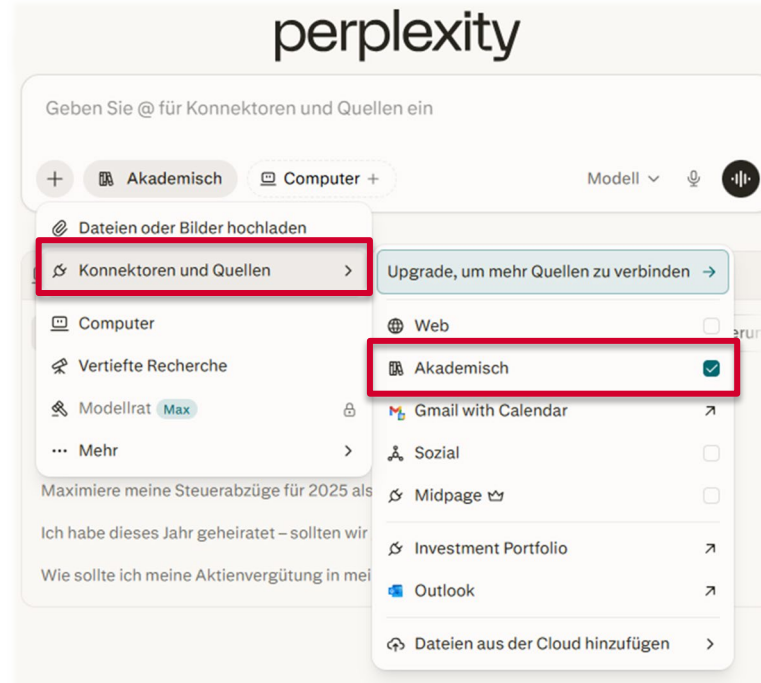 perplexity
Geben Sie @ für Konnektoren und Quellen ein
Akademisch
Computer +
Modell
Dateien oder Bilder hochladen
Konnektoren und Quellen
Computer
Vertiefte Recherche
Modellrat Max
Mehr
Upgrade, um mehr Quellen zu verbinden →
Web
Akademisch
Gmail with Calendar
Sozial
Midpage
Investment Portfolio
Outlook
Dateien aus der Cloud hinzufügen
Maximiere meine Steuerabzüge für 2025 als
Ich habe dieses Jahr geheiratet – sollten wir
Wie sollte ich meine Aktienvergütung in